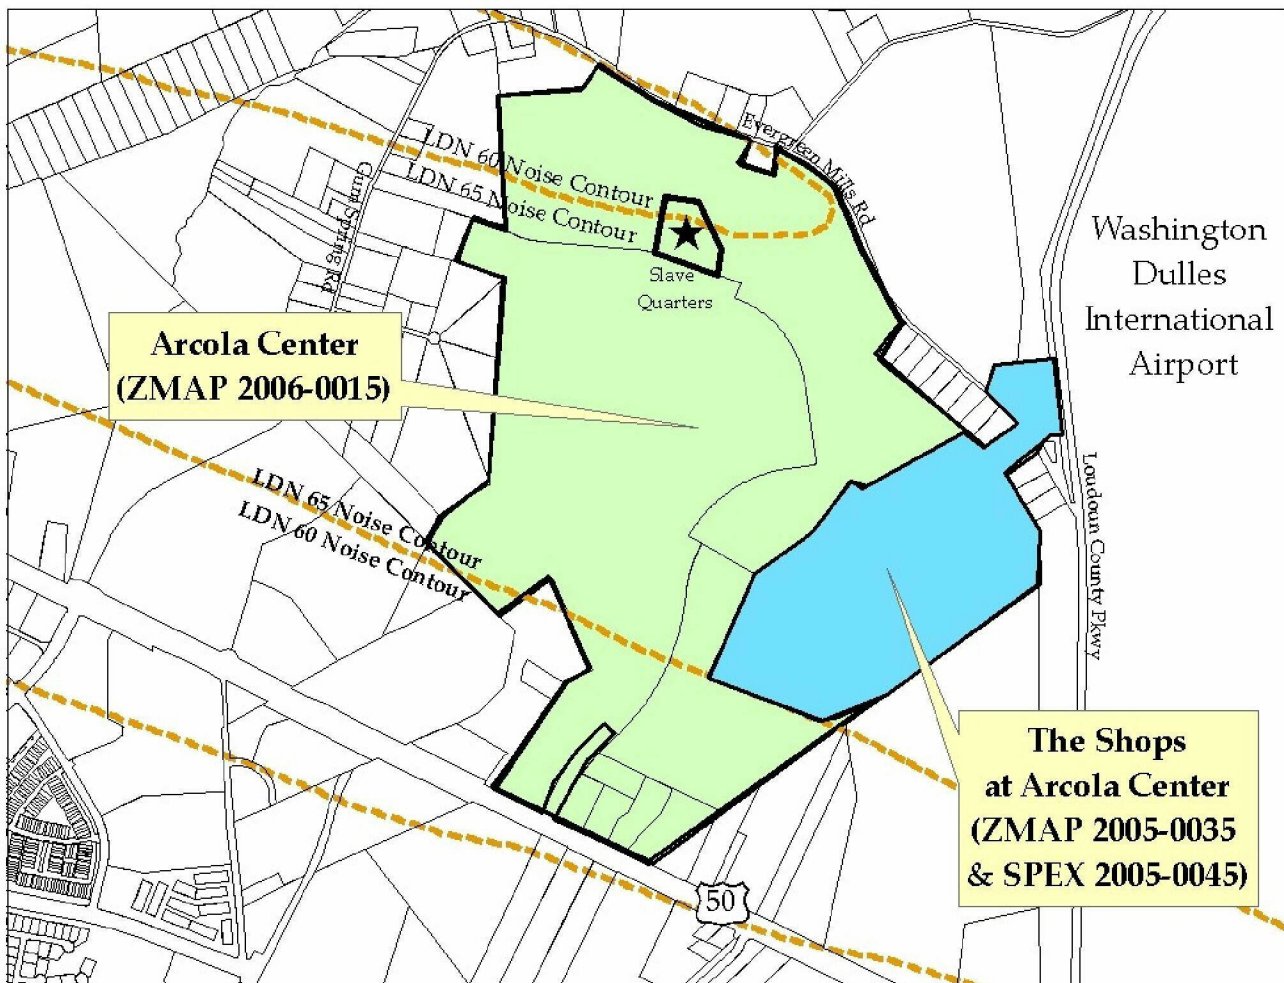 LDN 60 Noise Contour
LDN 65 Noise Contour
Evergreen Mills Rd
Gum Spring Rd
Washington
Dulles
International
Airport
Slave
Quarters
Arcola Center
(ZMAP 2006-0015)
LDN 65 Noise Contour
LDN 60 Noise Contour
Loudoun County Pkwy
The Shops
at Arcola Center
(ZMAP 2005-0035
& SPEX 2005-0045)
50